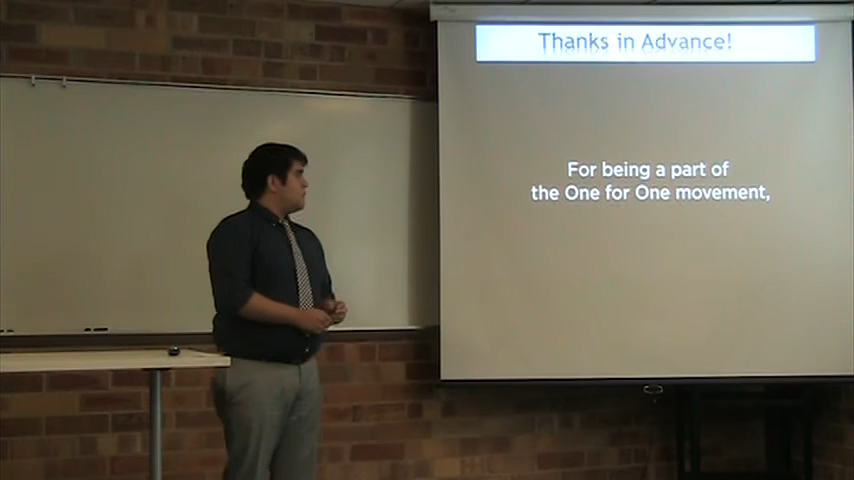 Thanks in Advance!
For being a part of
the One for One movement,